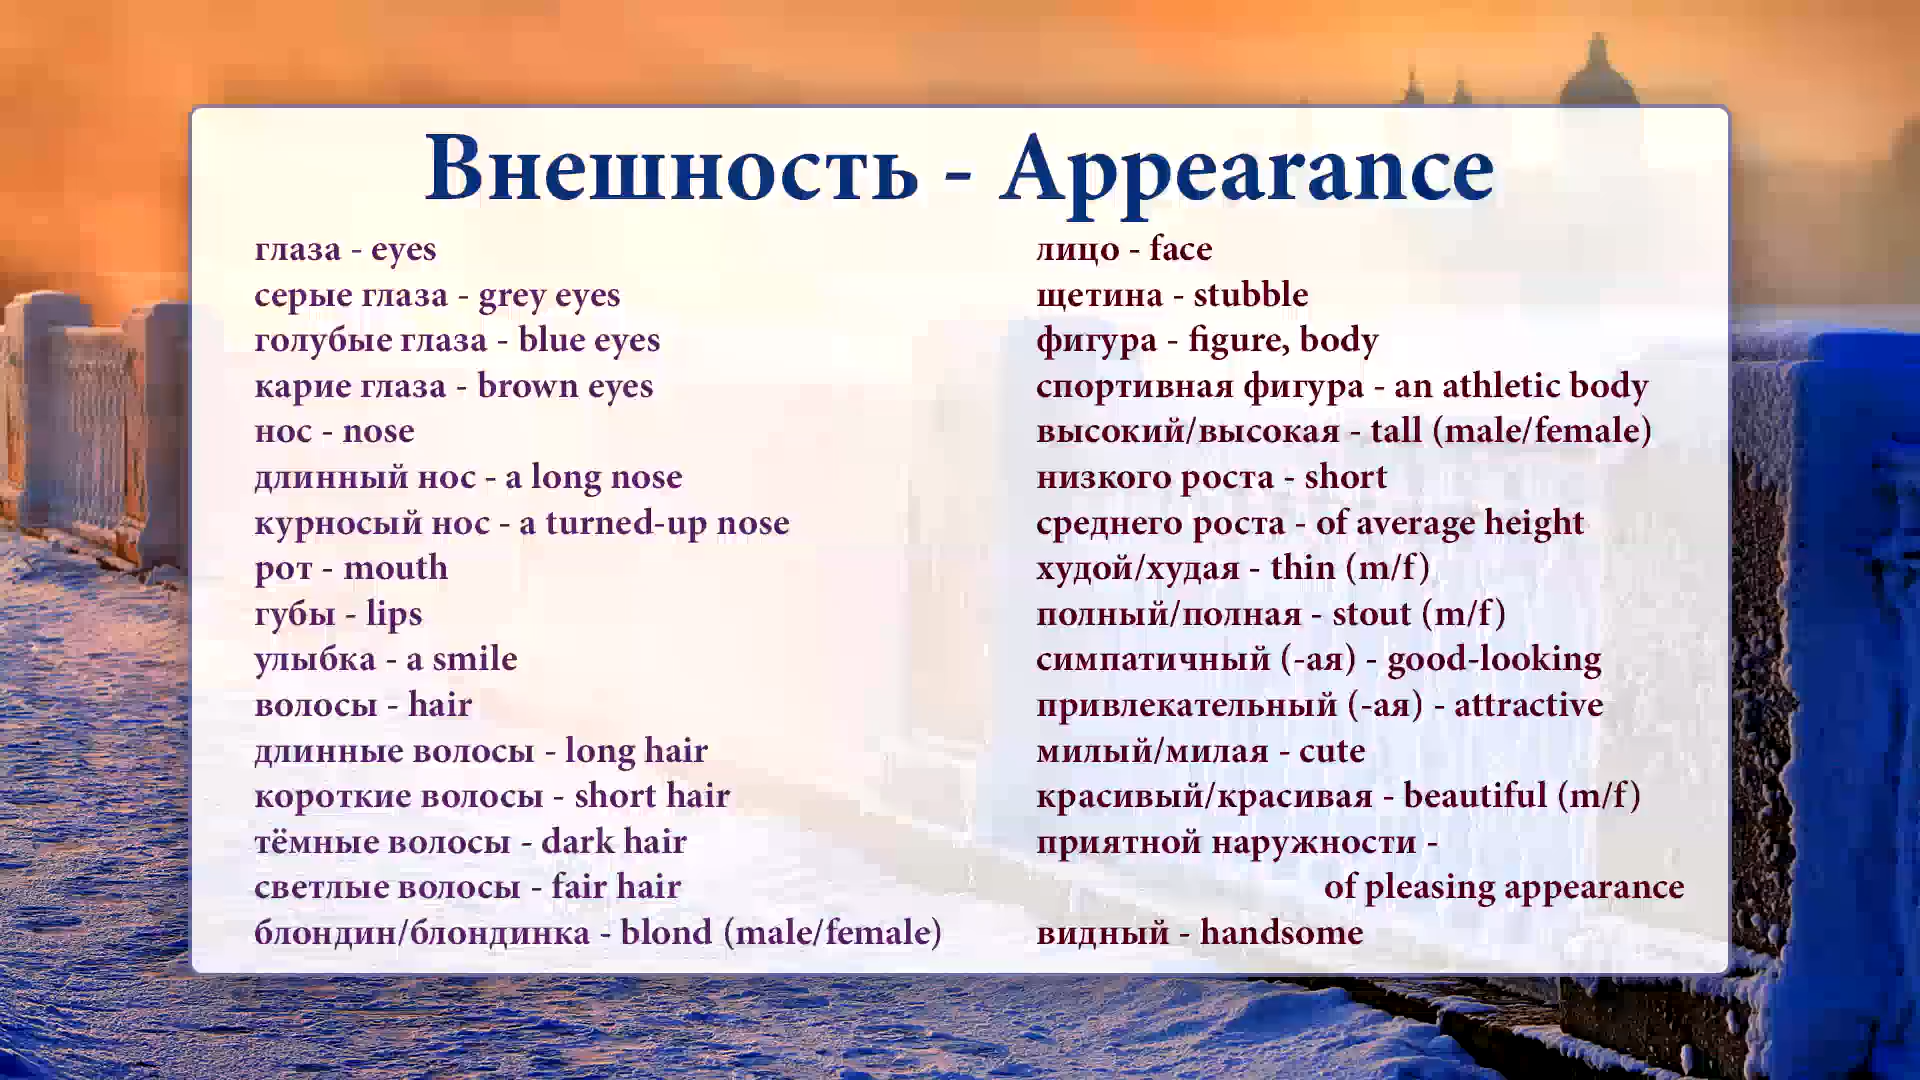 Внешность - Appearance
глаза - eyes
серые глаза - grey eyes
голубые глаза - blue eyes
карие глаза - brown eyes
нос - nose
длинный нос - a long nose
курносый нос - a turned-up nose
рот - mouth
губы - lips
улыбка - a smile
волосы - hair
длинные волосы - long hair
короткие волосы - short hair
тёмные волосы - dark hair
светлые волосы - fair hair
блондин/блондинка - blond (male/female)
лицо - face
щетина - stubble
фигура - figure, body
спортивная фигура - an athletic body
высокий/высокая - tall (male/female)
низкого роста - short
среднего роста - of average height
худой/худая - thin (m/f)
полный/полная - stout (m/f)
симпатичный (-ая) - good-looking
привлекательный (-ая) - attractive
милый/милая - cute
красивый/красивая - beautiful (m/f)
приятной наружности -
of pleasing appearance
видный - handsome